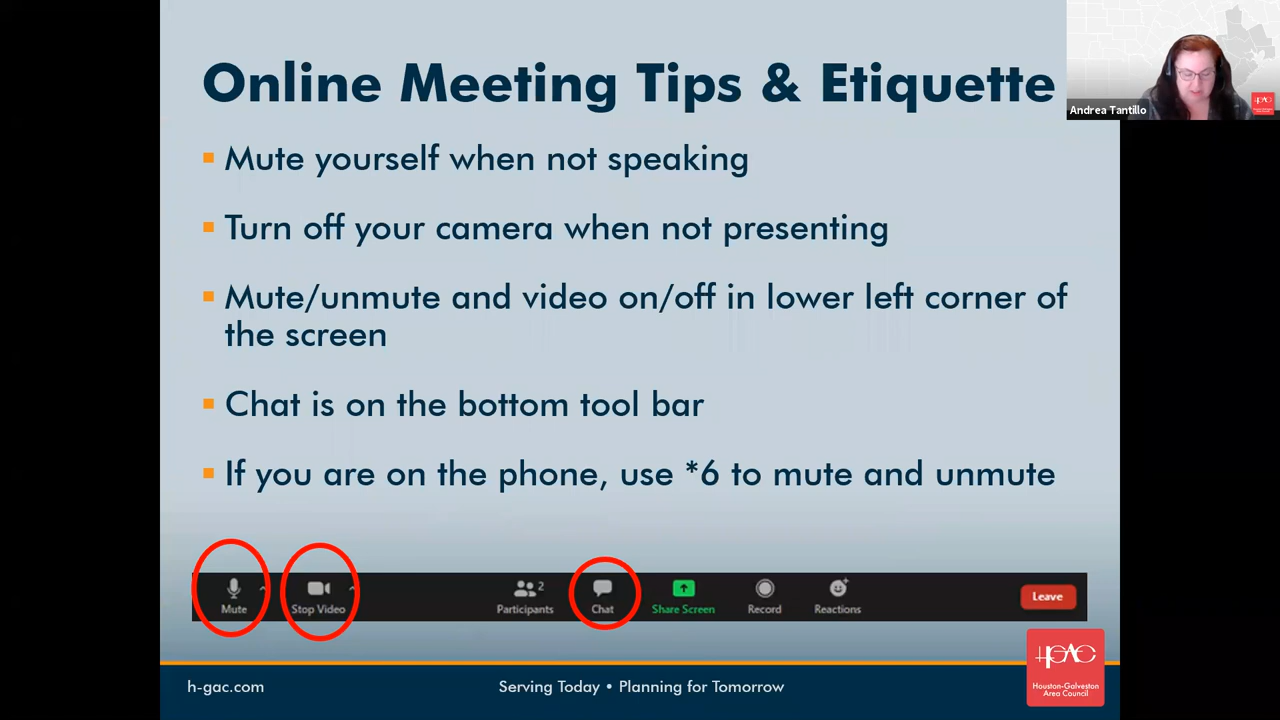 Online Meeting Tips & Etiquette
Andrea Tantillo
Mute yourself when not speaking
Turn off your camera when not presenting
Mute/unmute and video on/off in lower left corner of
the screen
Chat is on the bottom tool bar
If you are on the phone, use *6 to mute and unmute
Mute
Stop Video
2
Participants
Chat
Share Screen
Record
Reactions
Leave
h-gac.com
Serving Today • Planning for Tomorrow
HGAC
Houston-Galveston
Area Council